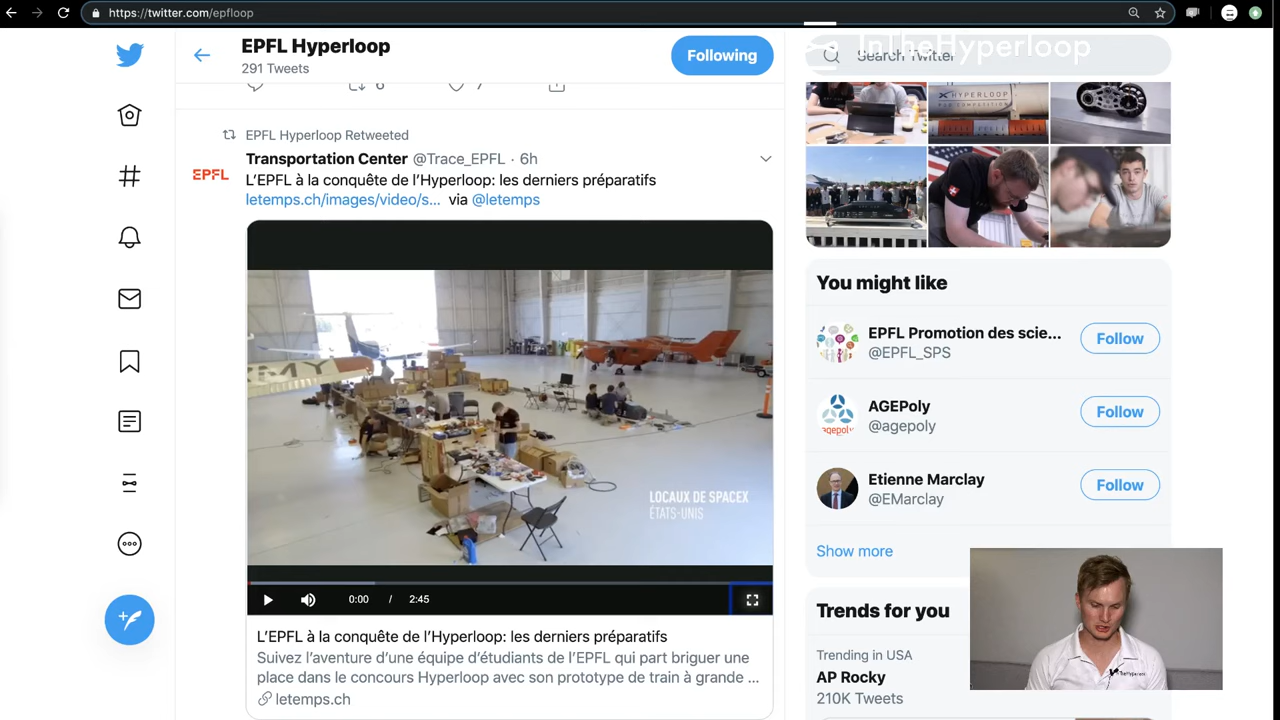 https://twitter.com/epfloop
EPFL Hyperloop
291 Tweets
Following
InTheHyperloop
Search Twitter
6
7
EPFL Hyperloop Retweeted
EPFL
Transportation Center @Trace_EPFL · 6h
L'EPFL à la conquête de l'Hyperloop: les derniers préparatifs
letemps.ch/images/video/s... via @letemps
LOCAUX DE SPACEX
ÉTATS-UNIS
0:00 / 2:45
L'EPFL à la conquête de l'Hyperloop: les derniers préparatifs
Suivez l'aventure d'une équipe d'étudiants de l'EPFL qui part briguer une
place dans le concours Hyperloop avec son prototype de train à grande ...
letemps.ch
HYPERLOOP
You might like
EPFL Promotion des scie...
@EPFL_SPS
Follow
agepoly
AGEPoly
@agepoly
Follow
Etienne Marclay
@EMarclay
Follow
Show more
Trends for you
Trending in USA
AP Rocky
210K Tweets